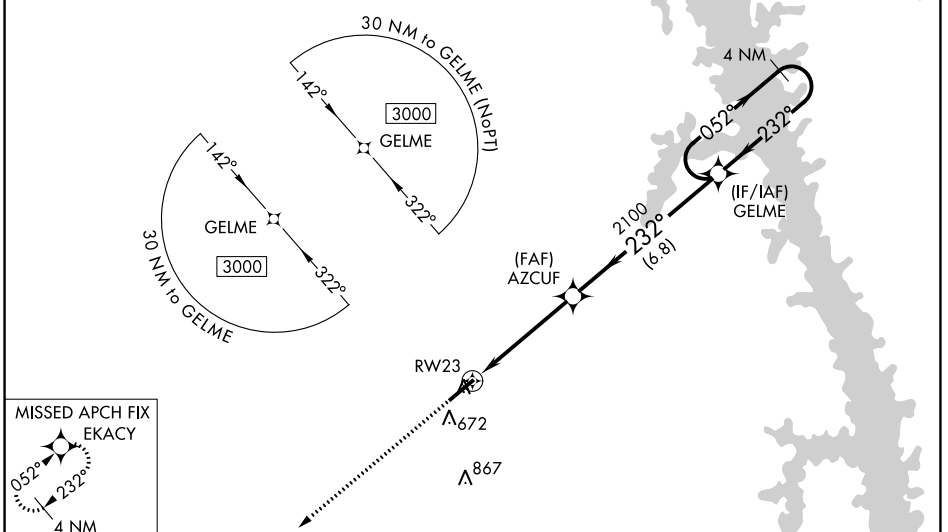 30 NM to GELME (NoPT)
142°
3000
GELME
322°
142°
GELME
3000
322°
30 NM to GELME
4 NM
052°
232°
(IF/IAF)
GELME
2100
232°
(6.8)
(FAF)
AZCUF
RW23
672
867
MISSED APCH FIX
EKACY
052°
232°
4 NM